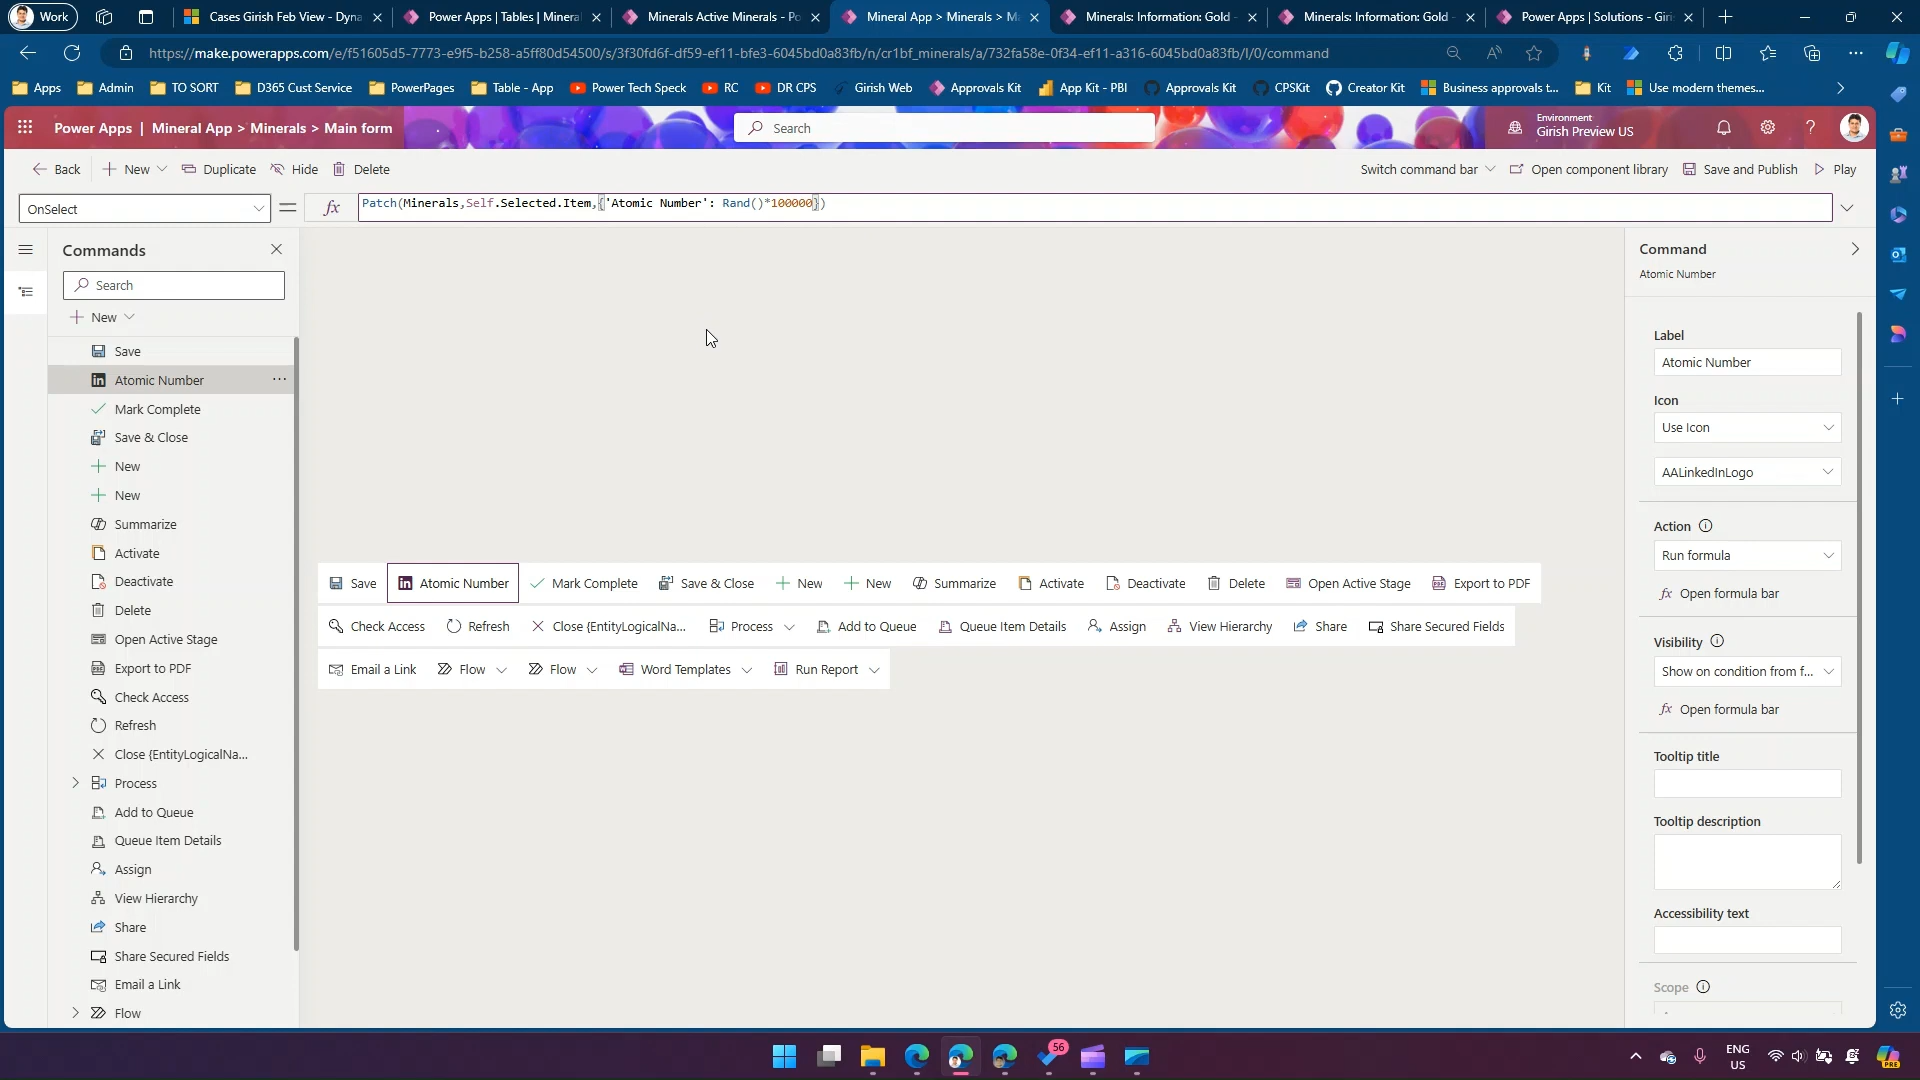 Work
Cases Girish Feb View - Dyna
Power Apps | Tables | Mineral
Minerals Active Minerals - Po
Mineral App > Minerals > Ma
Minerals: Information: Gold -
Minerals: Information: Gold -
Power Apps | Solutions - Giri
https://make.powerapps.com/e/f51605d5-7773-e9f5-b258-a5ff80d54500/s/3f30fd6f-df59-ef11-bfe3-6045bd0a83fb/n/cr1bf_minerals/a/732fa58e-0f34-ef11-a316-6045bd0a83fb/l/0/command
Apps
Admin
TO SORT
D365 Cust Service
PowerPages
Table - App
Power Tech Speck
RC
DR CPS
Girish Web
Approvals Kit
App Kit - PBI
Approvals Kit
CPSKit
Creator Kit
Business approvals t...
Kit
Use modern themes...
Power Apps | Mineral App > Minerals > Main form
Search
Environment
Girish Preview US
Back
New
Duplicate
Hide
Delete
Switch command bar
Open component library
Save and Publish
Play
OnSelect
fx
Patch(Minerals,Self.Selected.Item,{'Atomic Number': Rand()*100000})
Commands
Search
New
Save
Atomic Number
Mark Complete
Save & Close
New
New
Summarize
Activate
Deactivate
Delete
Open Active Stage
Export to PDF
Check Access
Refresh
Close {EntityLogicalNa...
Process
Add to Queue
Queue Item Details
Assign
View Hierarchy
Share
Share Secured Fields
Email a Link
Flow
Save
Atomic Number
Mark Complete
Save & Close
New
New
Summarize
Activate
Deactivate
Delete
Open Active Stage
Export to PDF
Check Access
Refresh
Close {EntityLogicalNa...
Process
Add to Queue
Queue Item Details
Assign
View Hierarchy
Share
Share Secured Fields
Email a Link
Flow
Flow
Word Templates
Run Report
Command
Atomic Number
Label
Atomic Number
Icon
Use Icon
AALinkedInLogo
Action
Run formula
fx Open formula bar
Visibility
Show on condition from f...
fx Open formula bar
Tooltip title
Tooltip description
Accessibility text
Scope
56
ENG
US
PRE